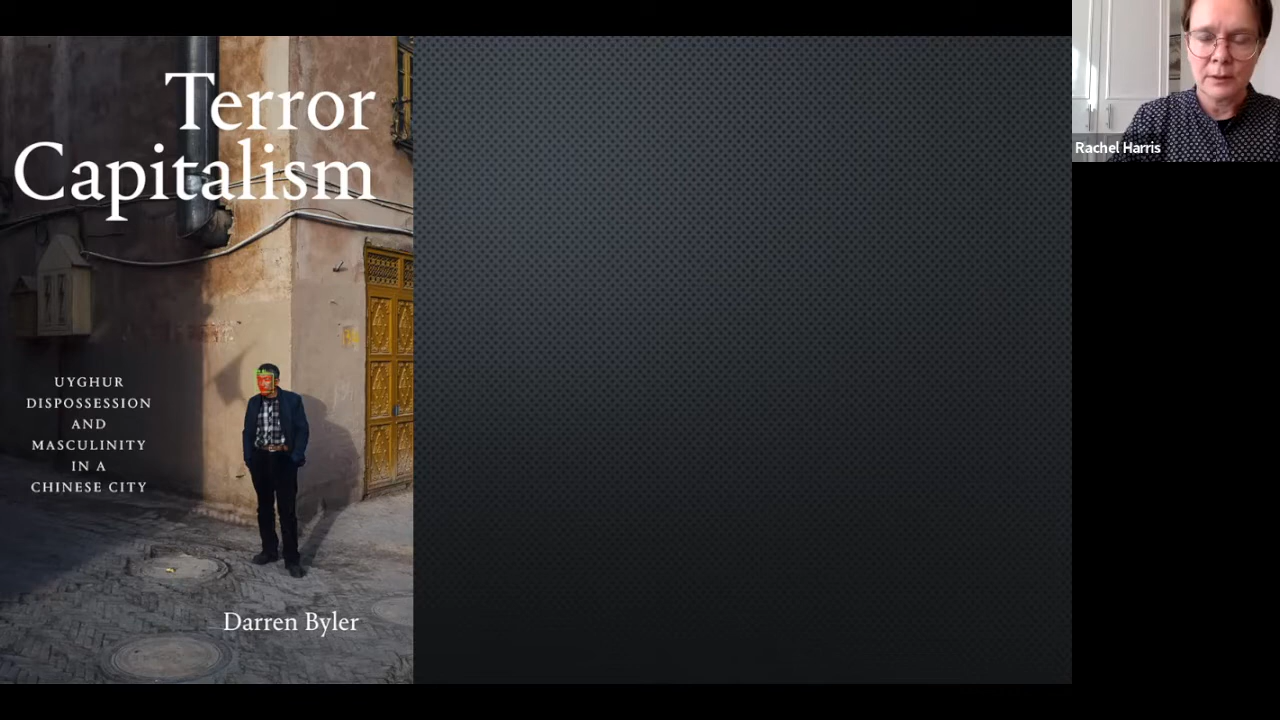 Terror
Capitalism
UYGHUR
DISPOSSESSION
AND
MASCULINITY
IN A
CHINESE CITY
Darren Byler
Rachel Harris